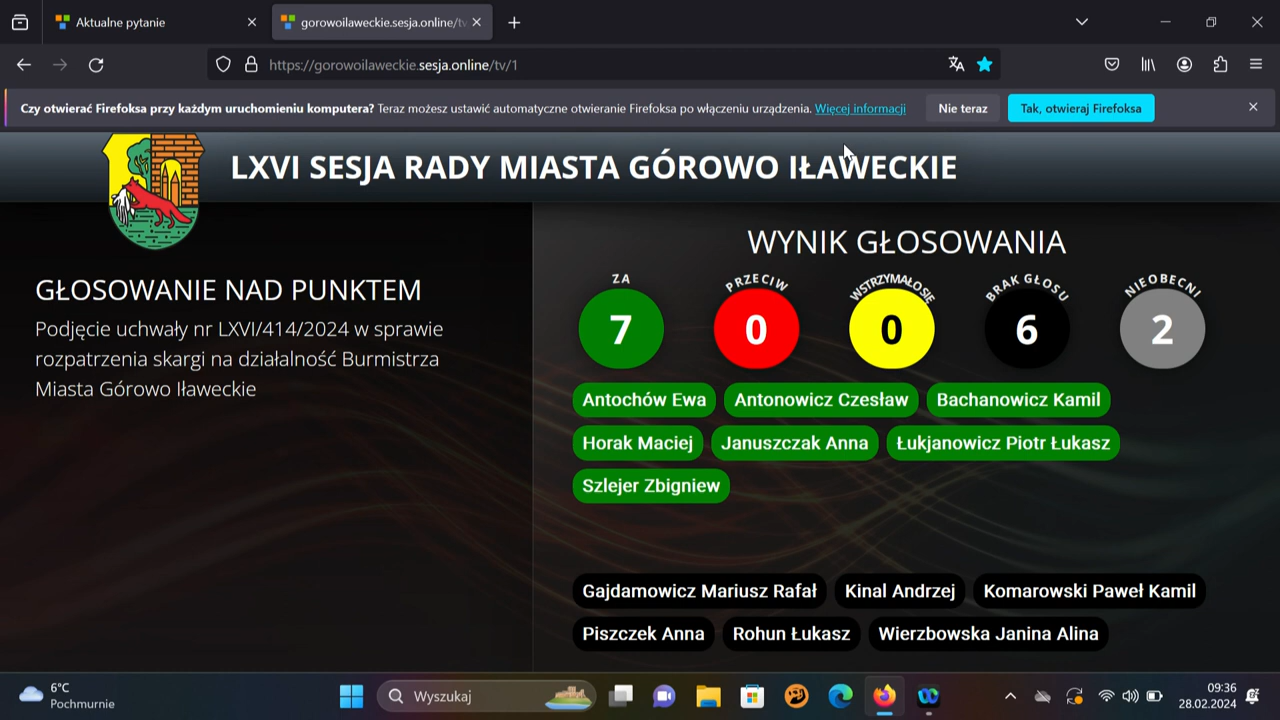 Aktualne pytanie
gorowoilaweckie.sesja.online/tv
https://gorowoilaweckie.sesja.online/tv/1
Czy otwierać Firefoksa przy każdym uruchomieniu komputera? Teraz możesz ustawić automatyczne otwieranie Firefoksa po włączeniu urządzenia. Więcej informacji
Nie teraz
Tak, otwieraj Firefoksa
LXVI SESJA RADY MIASTA GÓROWO IŁAWECKIE
GŁOSOWANIE NAD PUNKTEM
Podjęcie uchwały nr LXVI/414/2024 w sprawie
rozpatrzenia skargi na działalność Burmistrza
Miasta Górowo Iławeckie
WYNIK GŁOSOWANIA
ZA PRZECIW WSTRZYMAŁO SIĘ BRAK GŁOSU NIEOBECNI
7 0 0 6 2
Antochów Ewa Antonowicz Czesław Bachanowicz Kamil
Horak Maciej Januszczak Anna Łukjanowicz Piotr Łukasz
Szlejer Zbigniew
Gajdamowicz Mariusz Rafał Kinal Andrzej Komarowski Paweł Kamil
Piszczek Anna Rohun Łukasz Wierzbowska Janina Alina
6°C
Pochmurnie
Wyszukaj
09:36
28.02.2024